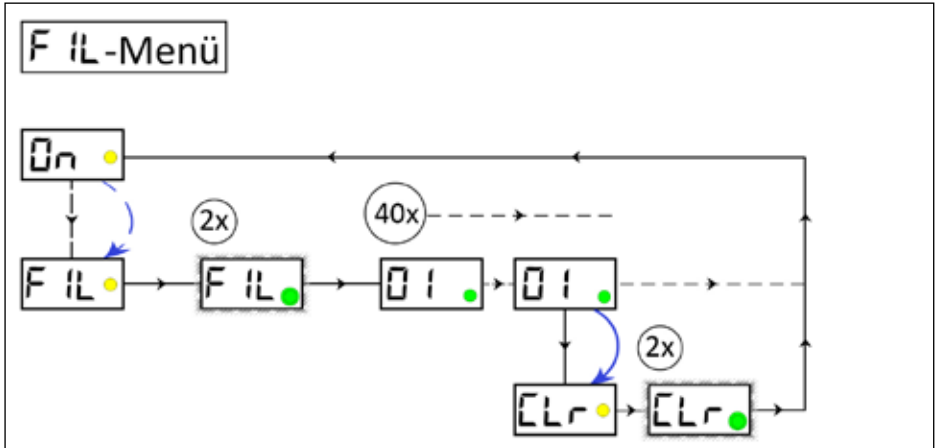 FIL-Menü
On
2x
40x
FIL
FIL
01
01
2x
CLr
CLr